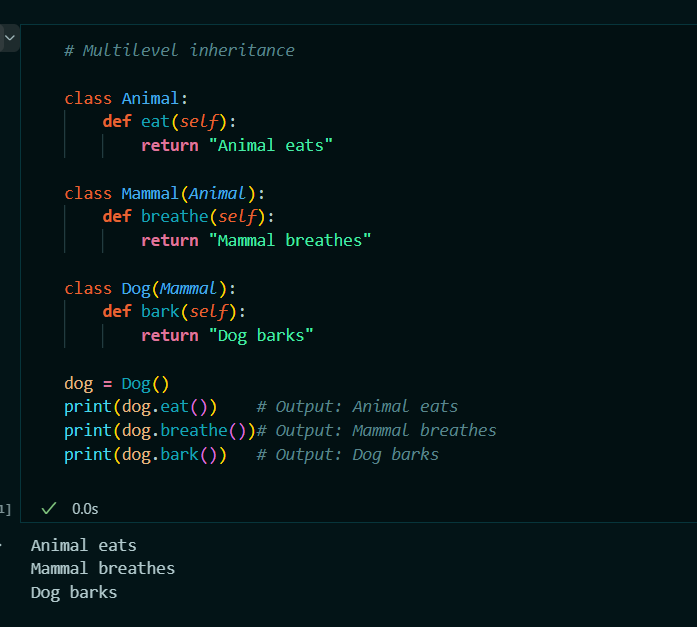 # Multilevel inheritance
class Animal:
def eat(self):
return "Animal eats"
class Mammal(Animal):
def breathe(self):
return "Mammal breathes"
class Dog(Mammal):
def bark(self):
return "Dog barks"
dog = Dog()
print(dog.eat())    # Output: Animal eats
print(dog.breathe())# Output: Mammal breathes
print(dog.bark())   # Output: Dog barks
1]
0.0s
Animal eats
Mammal breathes
Dog barks